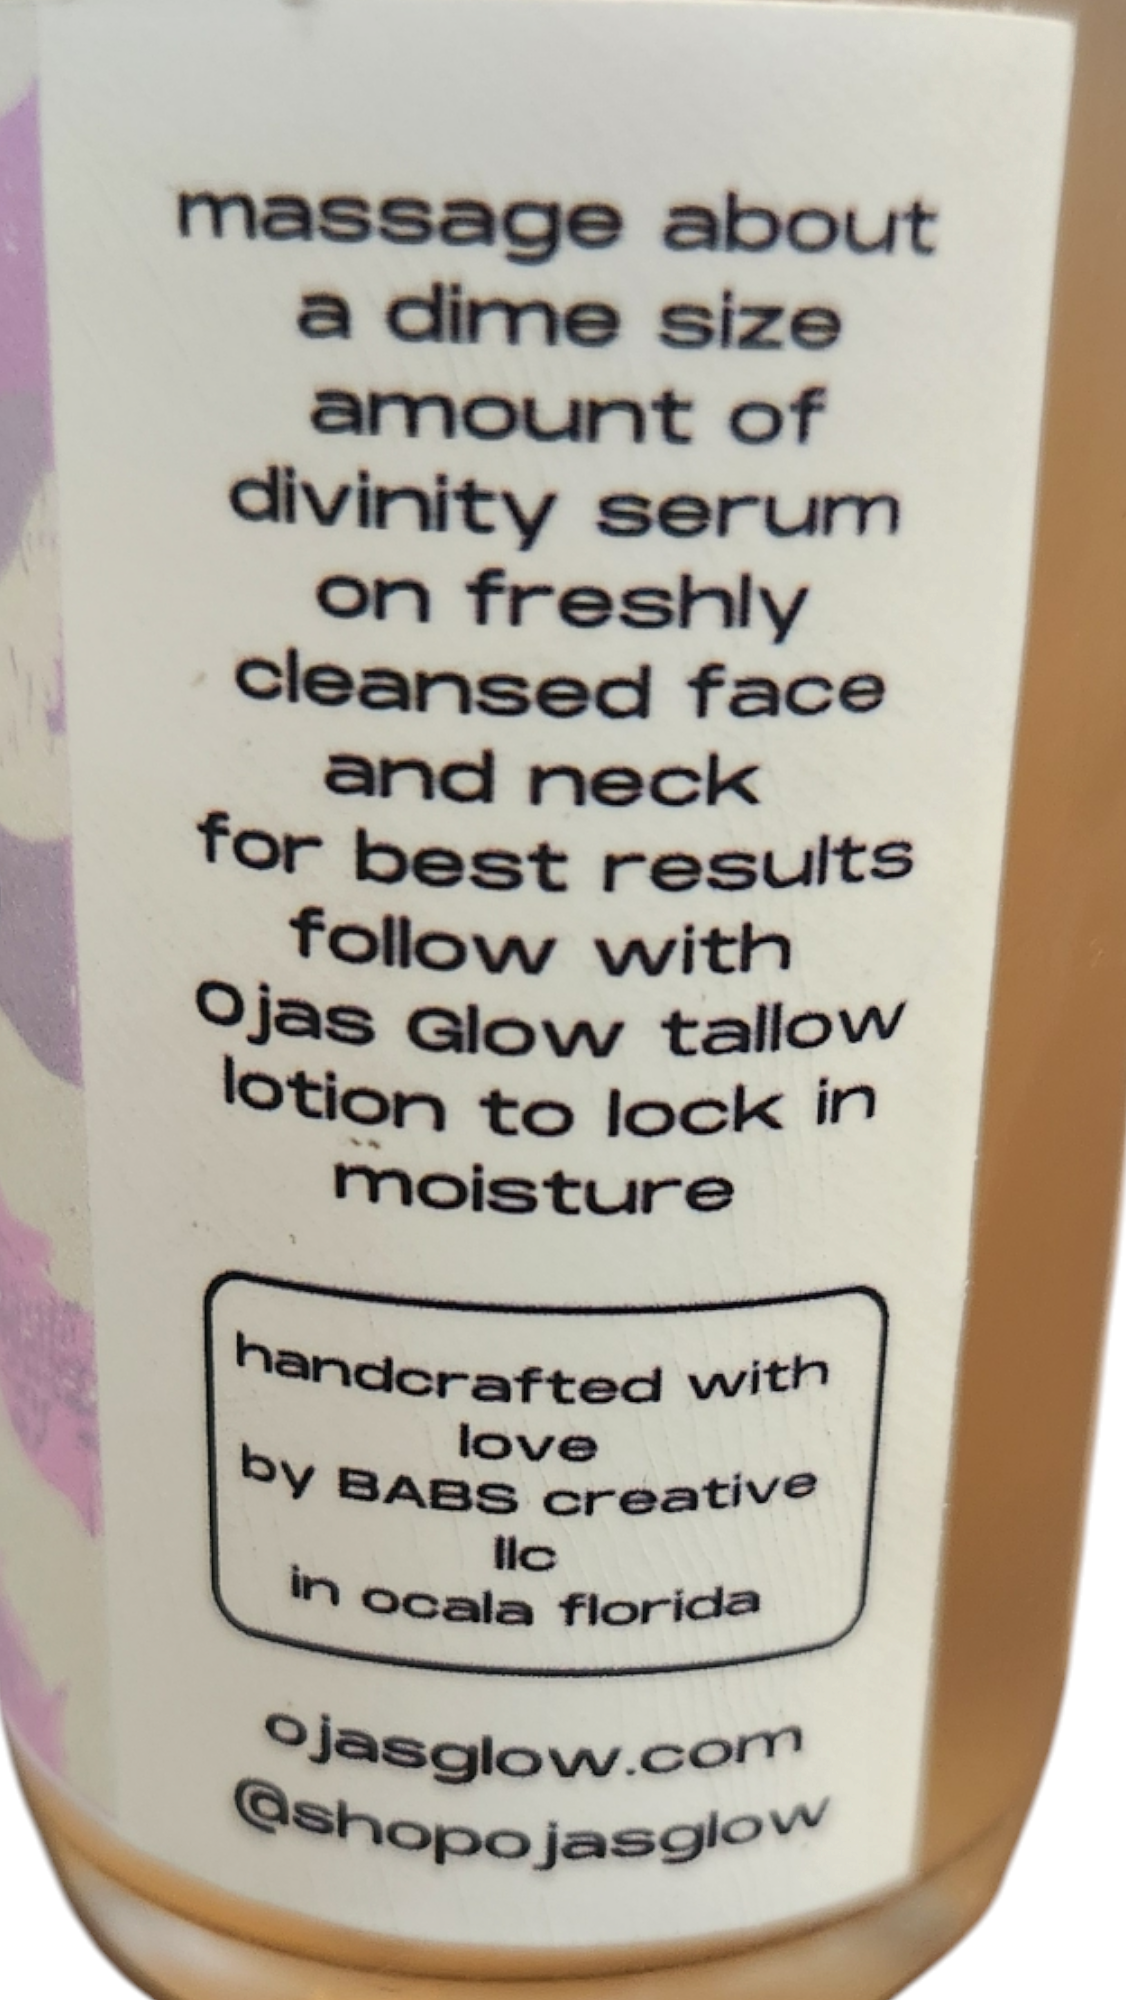 massage about
a dime size
amount of
divinity serum
on freshly
cleansed face
and neck
for best results
follow with
Ojas Glow tallow
lotion to lock in
moisture
handcrafted with
love
by BABS creative
llc
in ocala florida
ojasglow.com
@shopojasglow